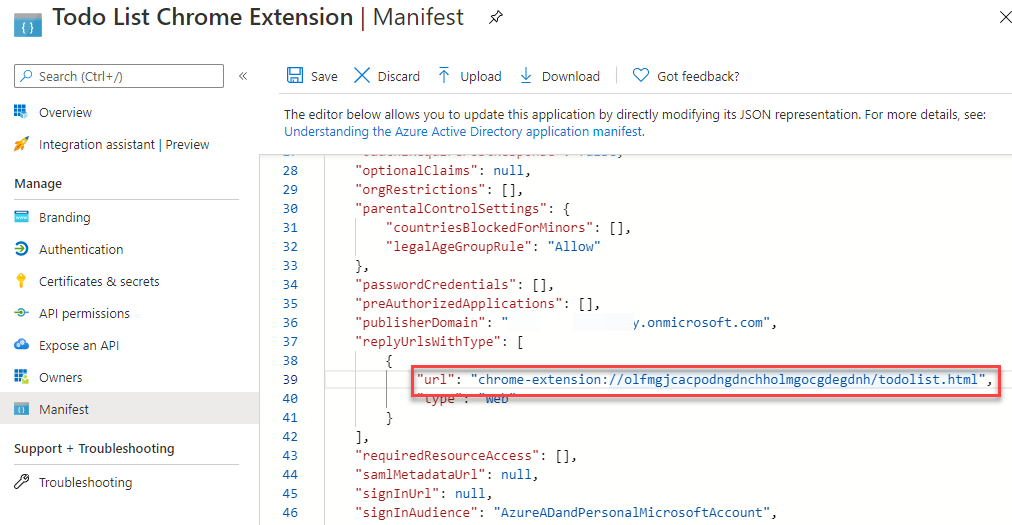 Todo List Chrome Extension | Manifest
Search (Ctrl+/)
«
Overview
Integration assistant | Preview
Manage
Branding
Authentication
Certificates & secrets
API permissions
Expose an API
Owners
Manifest
Support + Troubleshooting
Troubleshooting
Save Discard Upload Download Got feedback?
The editor below allows you to update this application by directly modifying its JSON representation. For more details, see:
Understanding the Azure Active Directory application manifest.
28 "optionalClaims": null,
29 "orgRestrictions": [],
30 "parentalControlSettings": {
31 "countriesBlockedForMinors": [],
32 "legalAgeGroupRule": "Allow"
33 },
34 "passwordCredentials": [],
35 "preAuthorizedApplications": [],
36 "publisherDomain": " y.onmicrosoft.com",
37 "replyUrlsWithType": [
38 {
39 "url": "chrome-extension://olfmgjcacpodngdnchholmgocgdegdnh/todolist.html",
40 "type": "Web"
41 }
42 ],
43 "requiredResourceAccess": [],
44 "samlMetadataUrl": null,
45 "signInUrl": null,
46 "signInAudience": "AzureADandPersonalMicrosoftAccount",